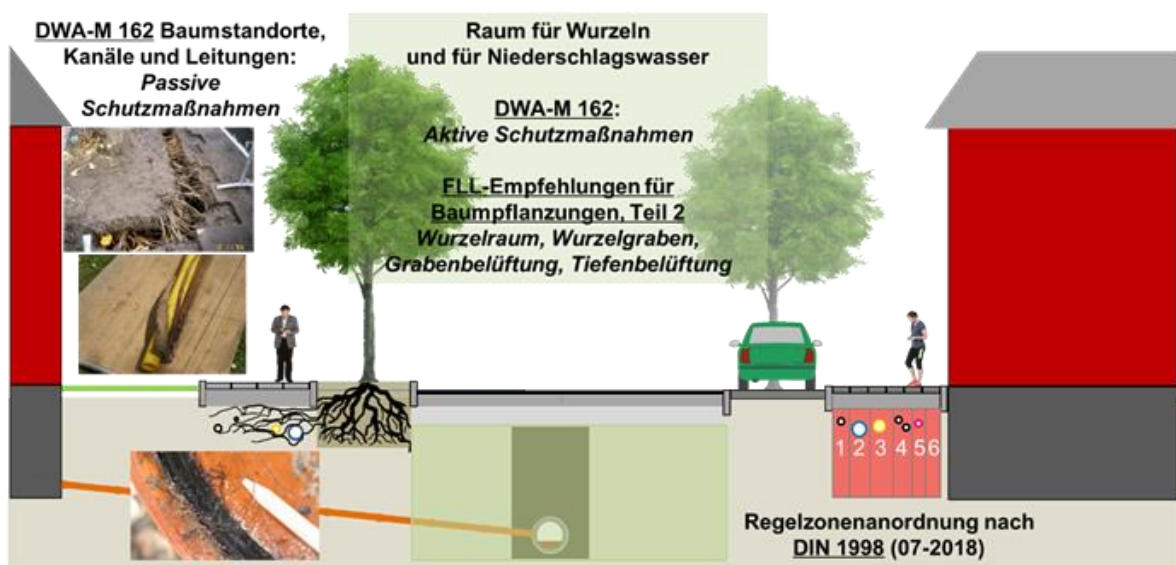 DWA-M 162 Baumstandorte,
Kanäle und Leitungen:
Passive
Schutzmaßnahmen
Raum für Wurzeln
und für Niederschlagswasser
DWA-M 162:
Aktive Schutzmaßnahmen
FLL-Empfehlungen für
Baumpflanzungen, Teil 2
Wurzelraum, Wurzelgraben,
Grabenbelüftung, Tiefenbelüftung
1 2 3 4 5 6
Regelzonenanordnung nach
DIN 1998 (07-2018)